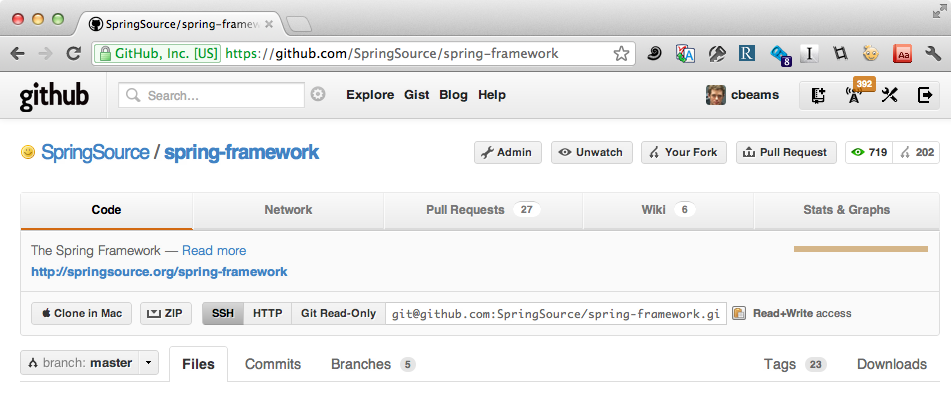 SpringSource/spring-framew
GitHub, Inc. [US] https://github.com/SpringSource/spring-framework
R 8 I Aa
github Search... Explore Gist Blog Help cbeams 392
SpringSource / spring-framework Admin Unwatch Your Fork Pull Request 719 202
Code Network Pull Requests 27 Wiki 6 Stats & Graphs
The Spring Framework — Read more
http://springsource.org/spring-framework
Clone in Mac ZIP SSH HTTP Git Read-Only git@github.com:SpringSource/spring-framework.gi Read+Write access
branch: master Files Commits Branches 5 Tags 23 Downloads